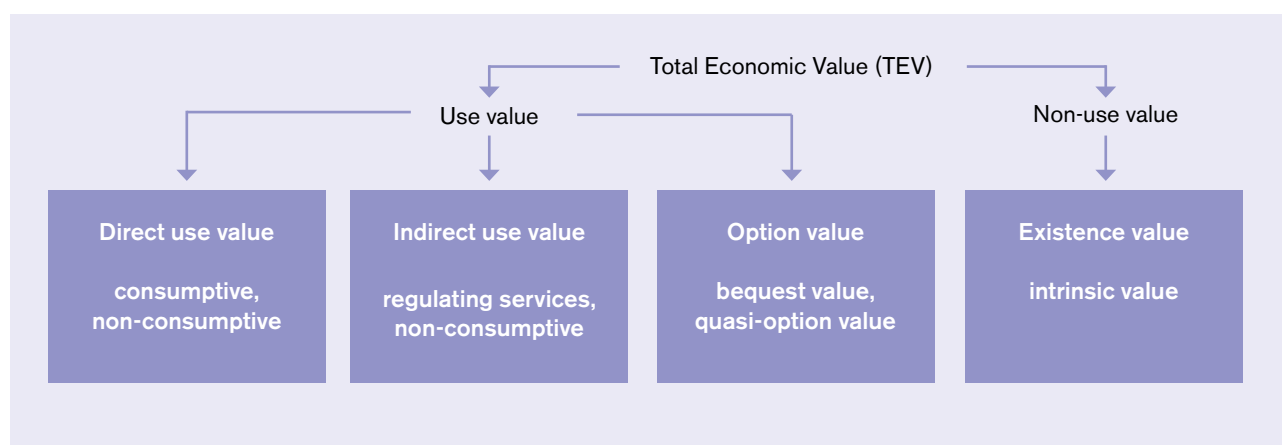 Total Economic Value (TEV)
Use value
Non-use value
Direct use value
consumptive,
non-consumptive
Indirect use value
regulating services,
non-consumptive
Option value
bequest value,
quasi-option value
Existence value
intrinsic value